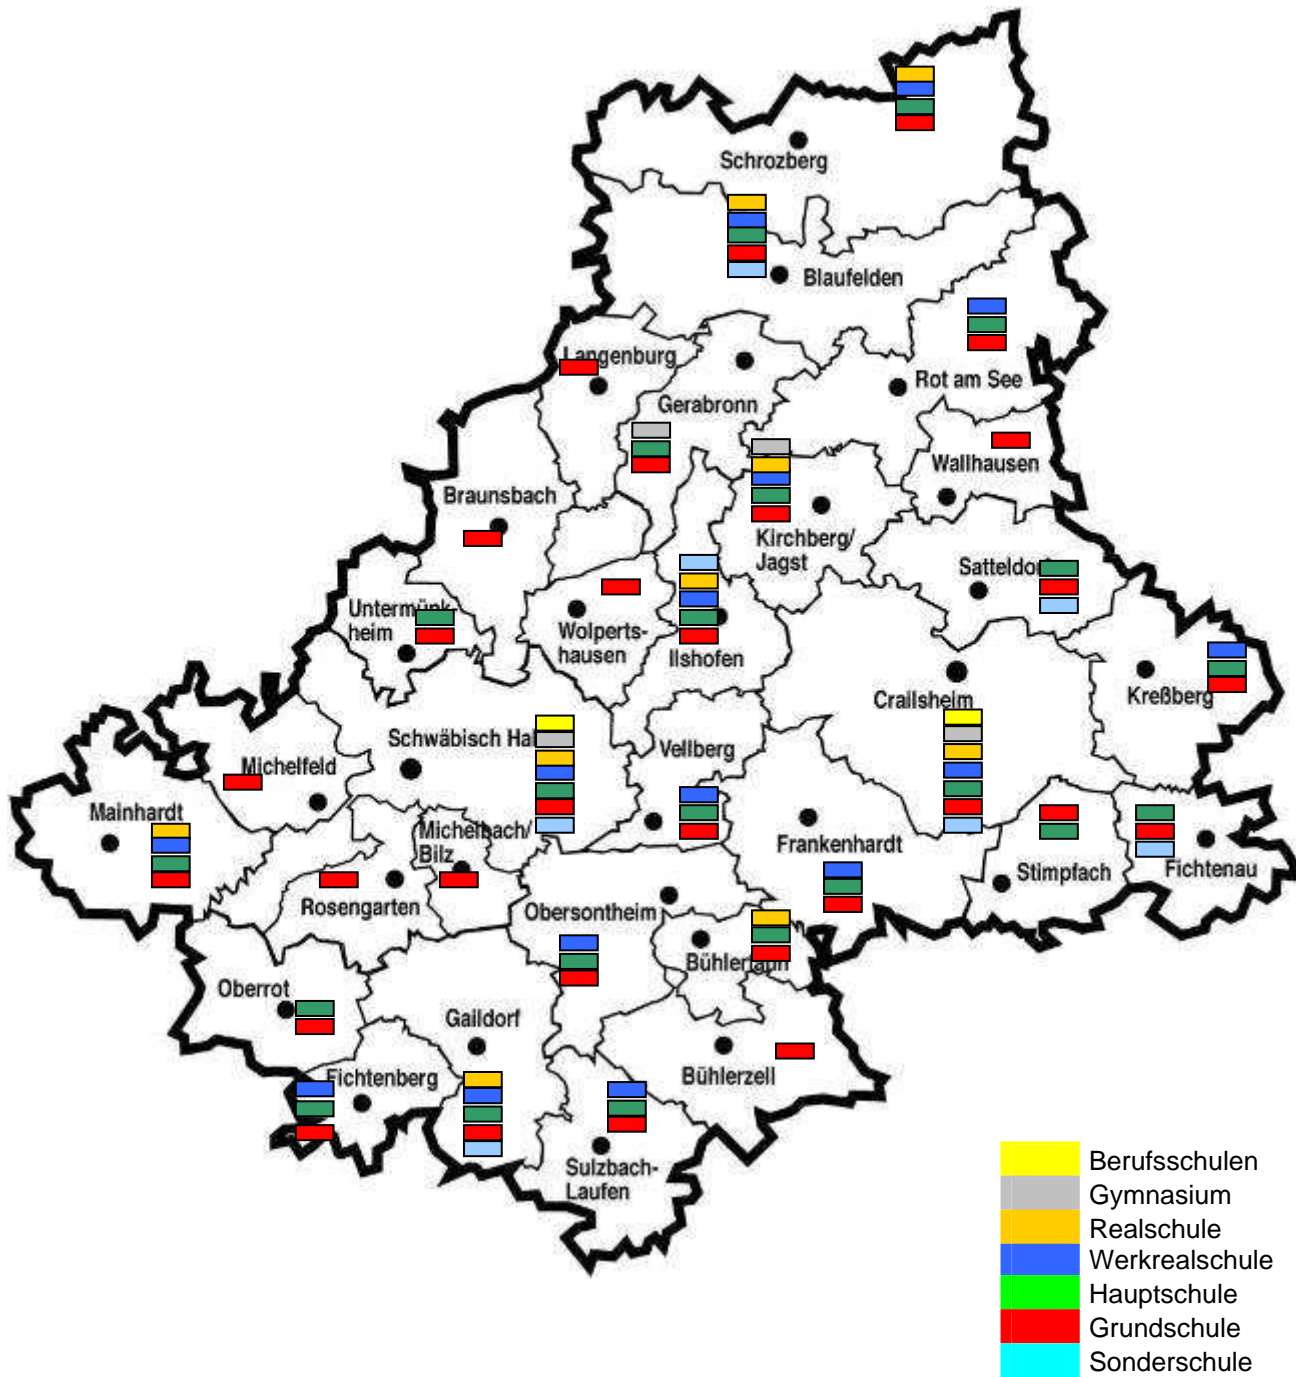 Schrozberg
Blaufelden
Langenburg
Rot am See
Gerabronn
Wallhausen
Braunsbach
Kirchberg/
Jagst
Satteldorf
Untermünk-
heim
Wolperts-
hausen
Ilshofen
Kreßberg
Crailsheim
Schwäbisch Hall
Vellberg
Michelfeld
Mainhardt
Michelbach/
Bilz
Frankenhardt
Stimpfach
Fichtenau
Rosengarten
Obersontheim
Bühlertann
Oberrot
Gaildorf
Fichtenberg
Bühlerzell
Sulzbach-
Laufen
Berufsschulen
Gymnasium
Realschule
Werkrealschule
Hauptschule
Grundschule
Sonderschule